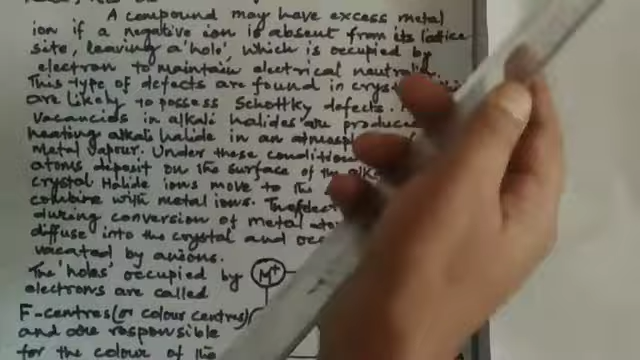 A compound may have excess metal
ion if a negative ion is absent from its lattice
site, leaving a 'hole', which is occupied by
electron to maintain electrical
This type of defects are found in
are likely to possess Schottky defects.
vacancies in alkali halides are
heating alkali halide in an
metal vapour. Under these
atoms deposit on the surface of the
crystal Halide ions move to the
combine with metal ions. The
during conversion of metal
diffuse into the crystal and
vacated by anions.
The 'holes' occupied by
electrons are called
F-centres (or colour centres)
and are responsible
for the colour of the
M+